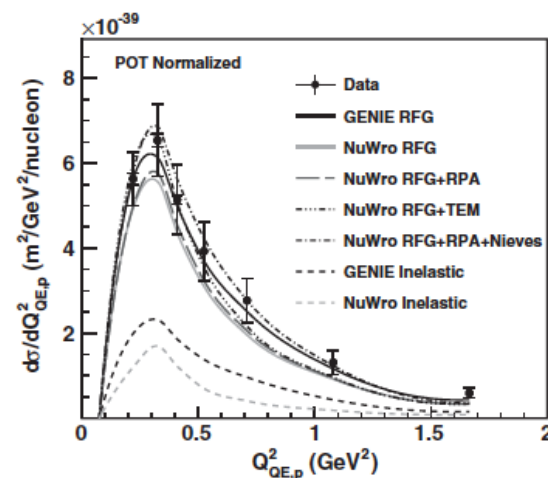 ×10⁻³⁹
POT Normalized
Data
GENIE RFG
NuWro RFG
NuWro RFG+RPA
NuWro RFG+TEM
NuWro RFG+RPA+Nieves
GENIE Inelastic
NuWro Inelastic
dσ/dQ²_QE,p (m²/GeV²/nucleon)
8
6
4
2
0 0.5 1 1.5 2
Q²_QE,p (GeV²)